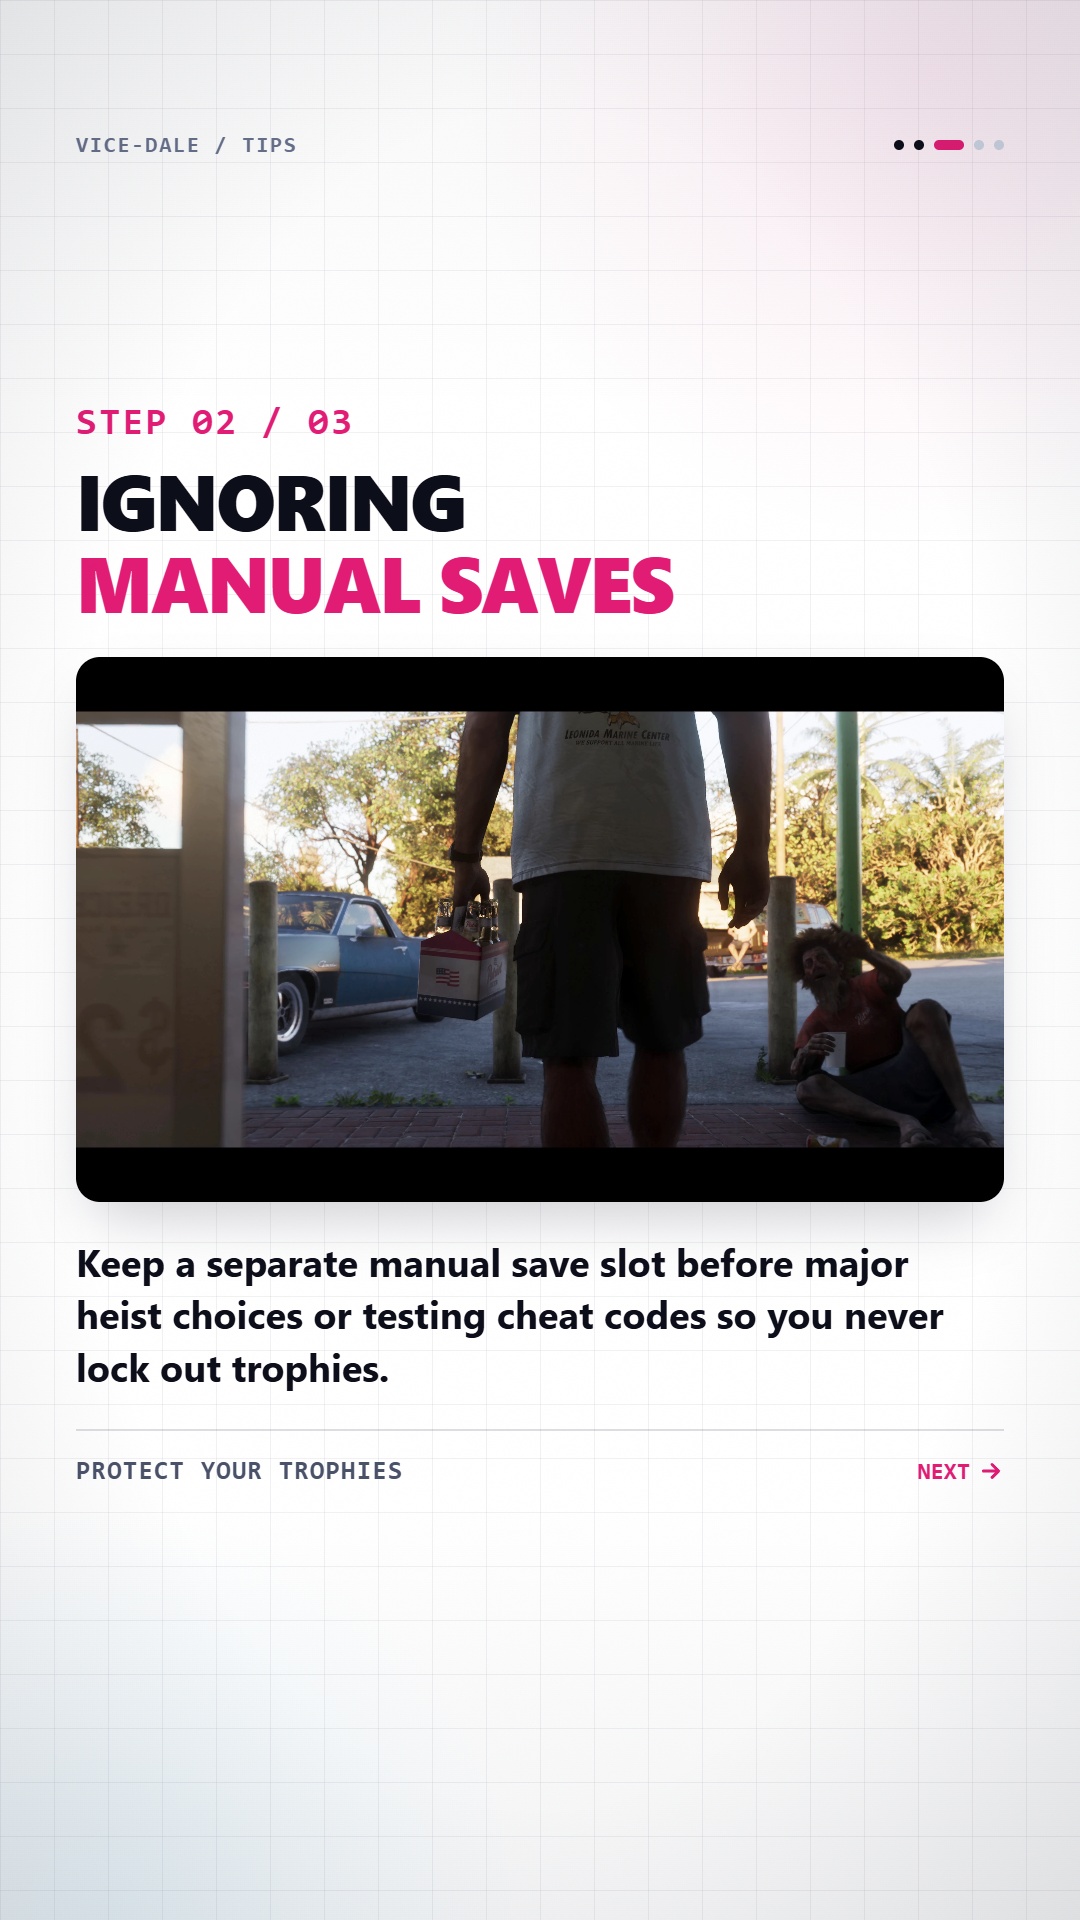 VICE-DALE / TIPS
STEP 02 / 03
IGNORING
MANUAL SAVES
LEONIDA MARINE CENTER
Keep a separate manual save slot before major
heist choices or testing cheat codes so you never
lock out trophies.
PROTECT YOUR TROPHIES
NEXT →